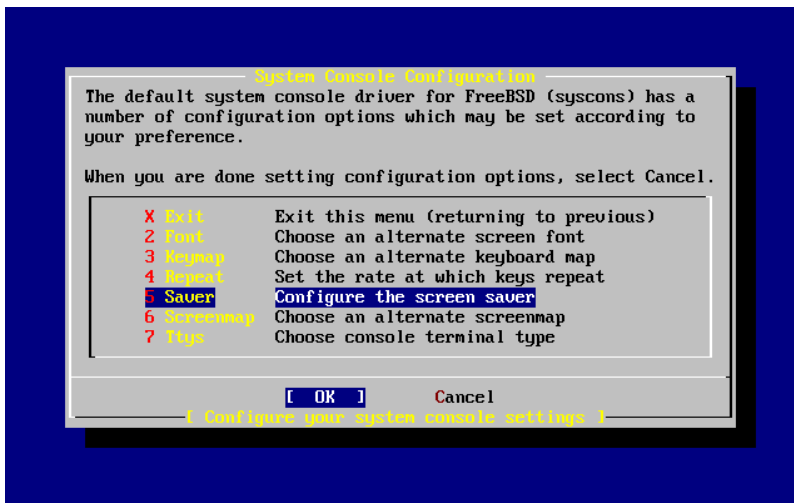 System Console Configuration
The default system console driver for FreeBSD (syscons) has a
number of configuration options which may be set according to
your preference.
When you are done setting configuration options, select Cancel.
X Exit Exit this menu (returning to previous)
2 Font Choose an alternate screen font
3 Keymap Choose an alternate keyboard map
4 Repeat Set the rate at which keys repeat
5 Saver Configure the screen saver
6 Screenmap Choose an alternate screenmap
7 Ttys Choose console terminal type
[ OK ] Cancel
[ Configure your system console settings ]